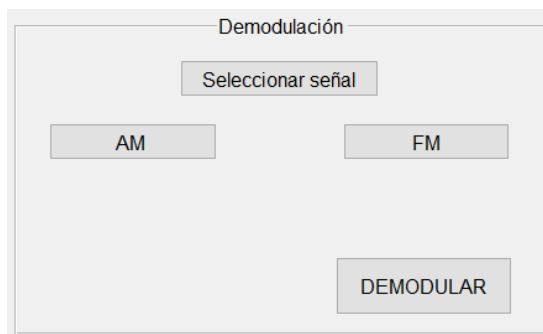 Demodulación
Seleccionar señal
AM
FM
DEMODULAR